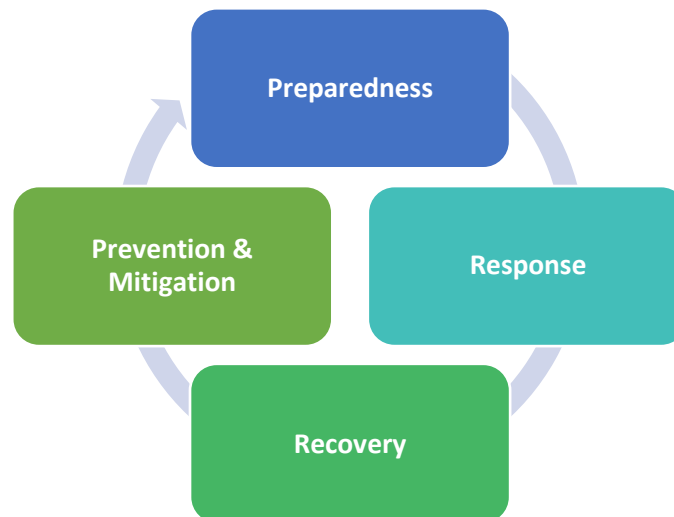 Preparedness
Response
Recovery
Prevention &
Mitigation